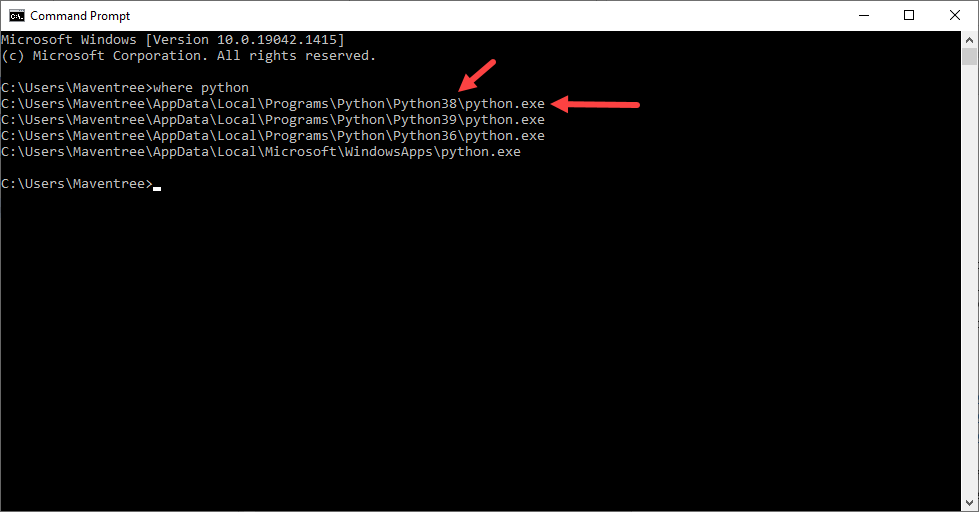 Command Prompt
Microsoft Windows [Version 10.0.19042.1415]
(c) Microsoft Corporation. All rights reserved.
C:\Users\Maventree>where python
C:\Users\Maventree\AppData\Local\Programs\Python\Python38\python.exe
C:\Users\Maventree\AppData\Local\Programs\Python\Python39\python.exe
C:\Users\Maventree\AppData\Local\Programs\Python\Python36\python.exe
C:\Users\Maventree\AppData\Local\Microsoft\WindowsApps\python.exe
C:\Users\Maventree>